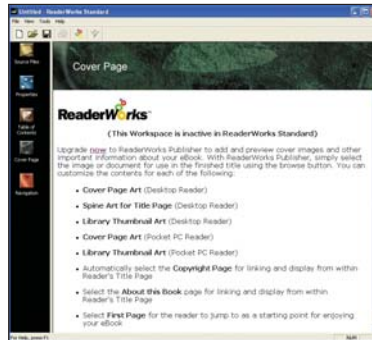 Untitled - ReaderWorks Standard
File View Tools Help
Source Files
Properties
Table of
Contents
Cover Page
Navigation
Cover Page
ReaderWorks
(This Workspace is inactive in ReaderWorks Standard)
Upgrade now to ReaderWorks Publisher to add and preview cover images and other
important information about your eBook. With ReaderWorks Publisher, simply select
the image or document for use in the finished title using the browse button. You can
customize the contents for each of the following:
• Cover Page Art (Desktop Reader)
• Spine Art for Title Page (Desktop Reader)
• Library Thumbnail Art (Desktop Reader)
• Cover Page Art (Pocket PC Reader)
• Library Thumbnail Art (Pocket PC Reader)
• Automatically select the Copyright Page for linking and display from within
Reader's Title Page
• Select the About this Book page for linking and display from within
Reader's Title Page
• Select First Page for the reader to jump to as a starting point for enjoying
your eBook
For Help, press F1
NUM